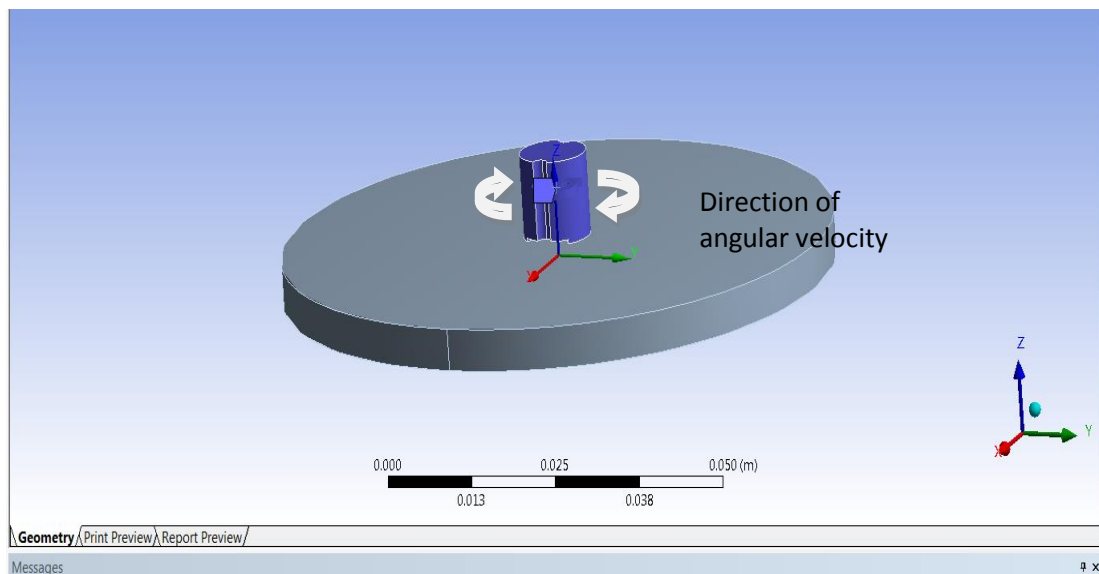 Z
Direction of
angular velocity
Y
X
Z
Y
X
0.000
0.025
0.050 (m)
0.013
0.038
Geometry
Print Preview
Report Preview
Messages